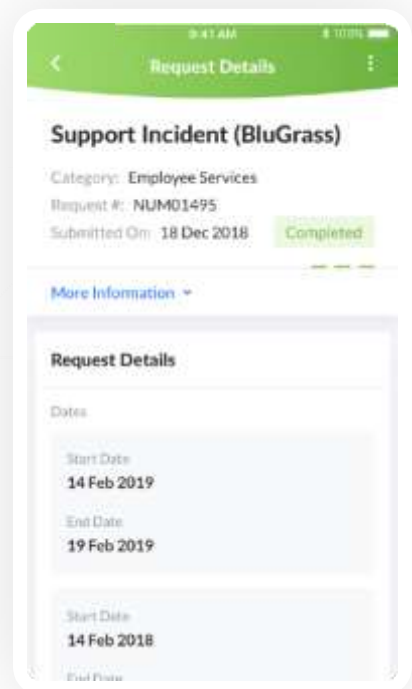 9:41 AM 100%
Request Details
Support Incident (BluGrass)
Category: Employee Services
Request #: NUM01495
Submitted On: 18 Dec 2018 Completed
More Information
Request Details
Dates
Start Date
14 Feb 2019
End Date
19 Feb 2019
Start Date
14 Feb 2018
End Date